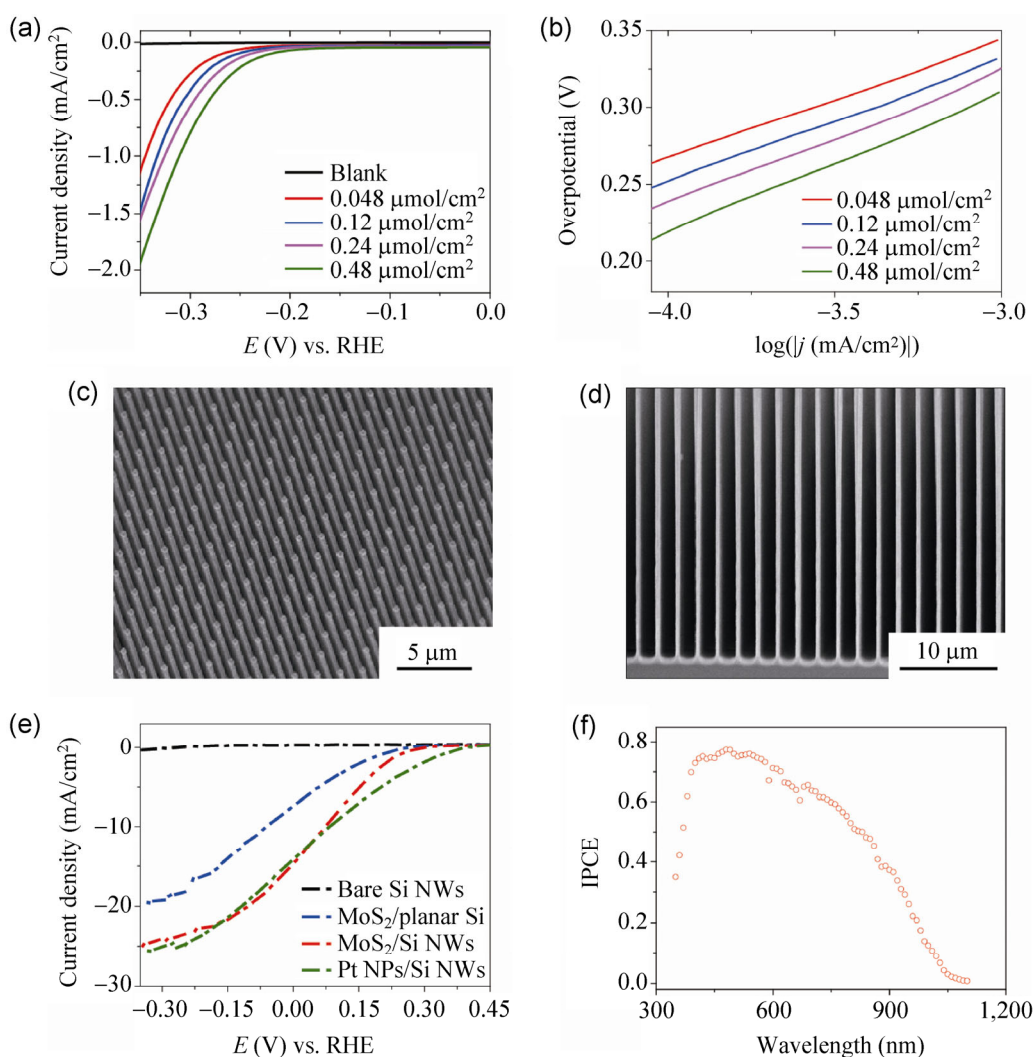 (a)
0.0
−0.5
−1.0
−1.5
−2.0
Current density (mA/cm²)
Blank
0.048 μmol/cm²
0.12 μmol/cm²
0.24 μmol/cm²
0.48 μmol/cm²
−0.3
−0.2
−0.1
0.0
E (V) vs. RHE
(b)
0.35
0.30
0.25
0.20
Overpotential (V)
0.048 μmol/cm²
0.12 μmol/cm²
0.24 μmol/cm²
0.48 μmol/cm²
−4.0
−3.5
−3.0
log(|j (mA/cm²)|)
(c)
5 μm
(d)
10 μm
(e)
0
−10
−20
−30
Current density (mA/cm²)
Bare Si NWs
MoS₂/planar Si
MoS₂/Si NWs
Pt NPs/Si NWs
−0.30
−0.15
0.00
0.15
0.30
0.45
E (V) vs. RHE
(f)
0.8
0.6
0.4
0.2
0.0
IPCE
300
600
900
1,200
Wavelength (nm)